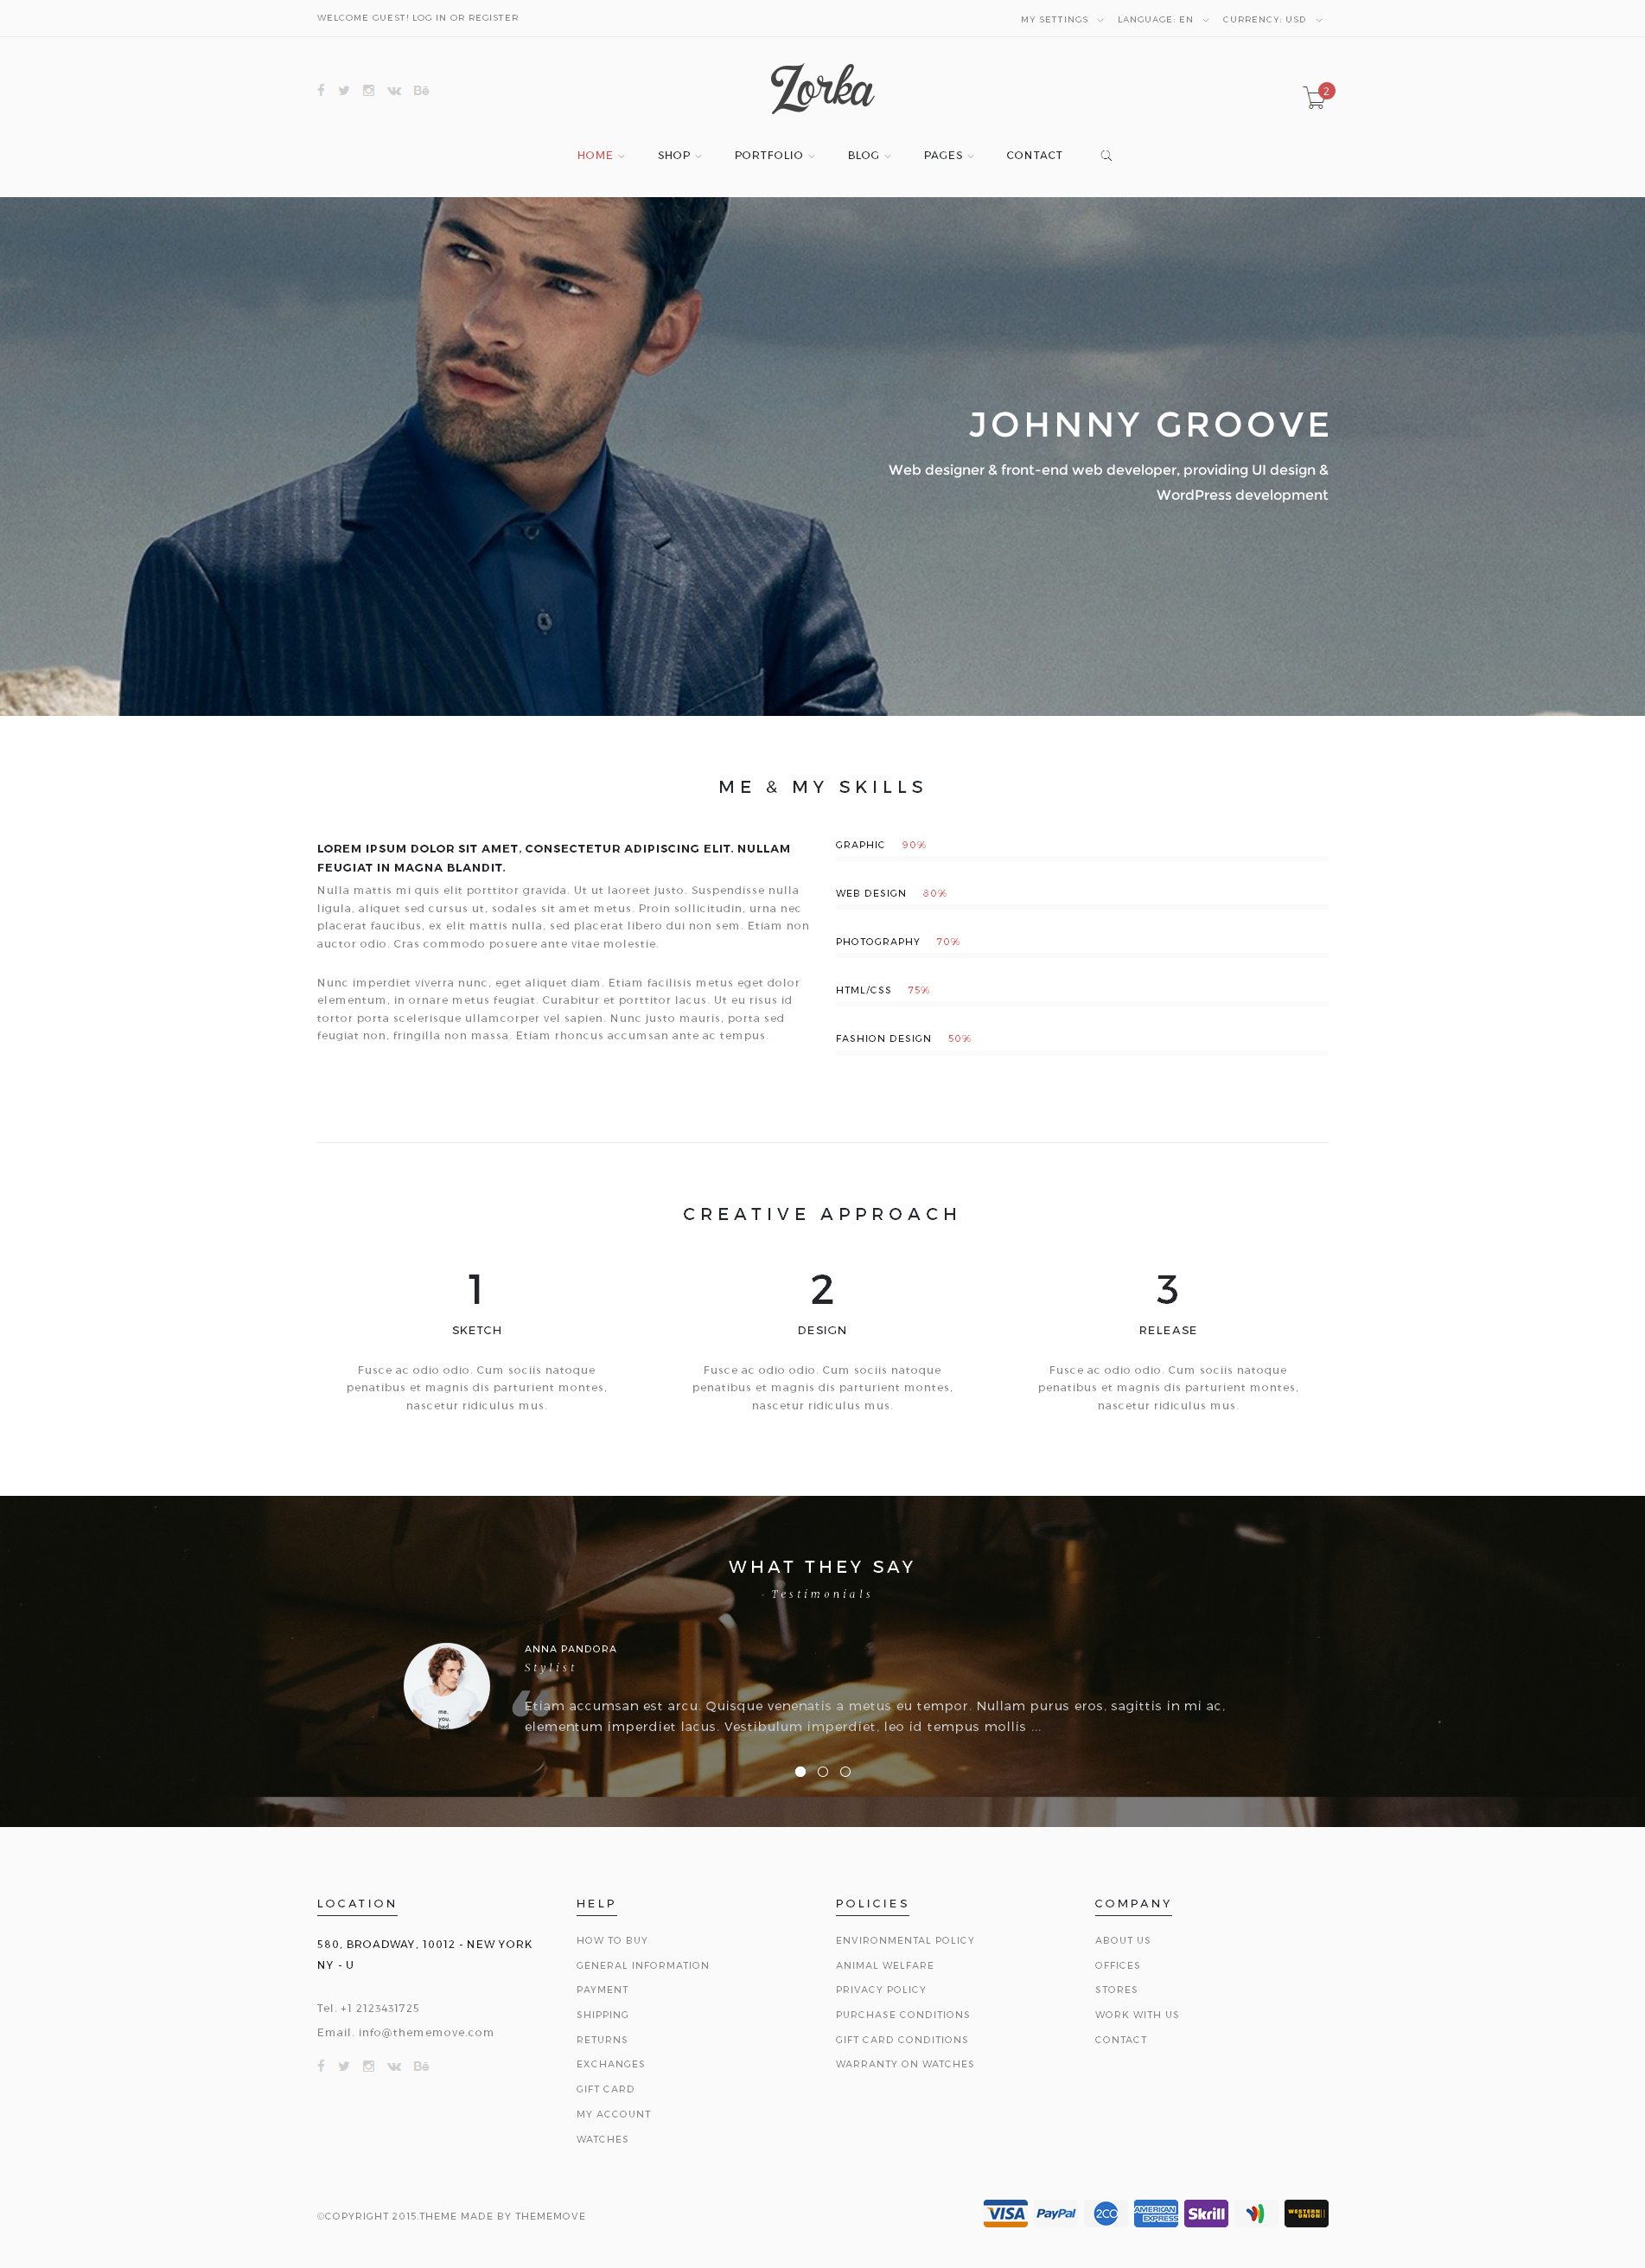 WELCOME GUEST! LOG IN OR REGISTER
MY SETTINGS LANGUAGE: EN CURRENCY: USD
Zorka
2
HOME SHOP PORTFOLIO BLOG PAGES CONTACT
JOHNNY GROOVE
Web designer & front-end web developer, providing UI design &
WordPress development
ME & MY SKILLS
LOREM IPSUM DOLOR SIT AMET, CONSECTETUR ADIPISCING ELIT. NULLAM
FEUGIAT IN MAGNA BLANDIT.
Nulla mattis mi quis elit porttitor gravida. Ut ut laoreet justo. Suspendisse nulla
ligula, aliquet sed cursus ut, sodales sit amet metus. Proin sollicitudin, urna nec
placerat faucibus, ex elit mattis nulla, sed placerat libero dui non sem. Etiam non
auctor odio. Cras commodo posuere ante vitae molestie.
Nunc imperdiet viverra nunc, eget aliquet diam. Etiam facilisis metus eget dolor
elementum, in ornare metus feugiat. Curabitur et porttitor lacus. Ut eu risus id
tortor porta scelerisque ullamcorper vel sapien. Nunc justo mauris, porta sed
feugiat non, fringilla non massa. Etiam rhoncus accumsan ante ac tempus.
GRAPHIC 90%
WEB DESIGN 80%
PHOTOGRAPHY 70%
HTML/CSS 75%
FASHION DESIGN 50%
CREATIVE APPROACH
1
SKETCH
Fusce ac odio odio. Cum sociis natoque
penatibus et magnis dis parturient montes,
nascetur ridiculus mus.
2
DESIGN
Fusce ac odio odio. Cum sociis natoque
penatibus et magnis dis parturient montes,
nascetur ridiculus mus.
3
RELEASE
Fusce ac odio odio. Cum sociis natoque
penatibus et magnis dis parturient montes,
nascetur ridiculus mus.
WHAT THEY SAY
- Testimonials
me.
you.
bed
ANNA PANDORA
Stylist
Etiam accumsan est arcu. Quisque venenatis a metus eu tempor. Nullam purus eros, sagittis in mi ac,
elementum imperdiet lacus. Vestibulum imperdiet, leo id tempus mollis ...
LOCATION
580, BROADWAY, 10012 - NEW YORK
NY - U
Tel. +1 2123431725
Email. info@thememove.com
HELP
HOW TO BUY
GENERAL INFORMATION
PAYMENT
SHIPPING
RETURNS
EXCHANGES
GIFT CARD
MY ACCOUNT
WATCHES
POLICIES
ENVIRONMENTAL POLICY
ANIMAL WELFARE
PRIVACY POLICY
PURCHASE CONDITIONS
GIFT CARD CONDITIONS
WARRANTY ON WATCHES
COMPANY
ABOUT US
OFFICES
STORES
WORK WITH US
CONTACT
©COPYRIGHT 2015.THEME MADE BY THEMEMOVE
VISA PayPal 2CO AMERICAN EXPRESS Skrill WESTERN UNION